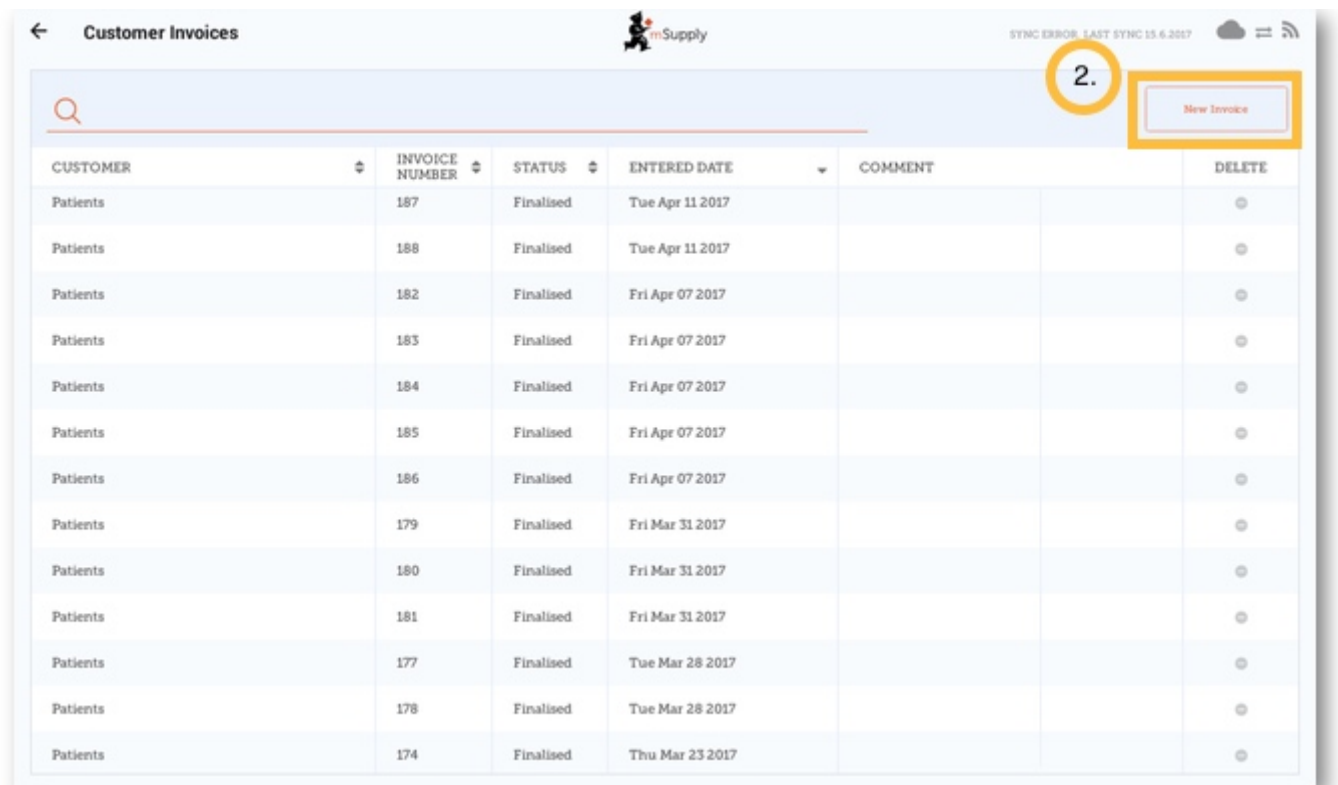 Customer Invoices mSupply SYNC ERROR. LAST SYNC 15.6.2017
2.
New Invoice
CUSTOMER INVOICE NUMBER STATUS ENTERED DATE COMMENT DELETE
Patients 187 Finalised Tue Apr 11 2017
Patients 188 Finalised Tue Apr 11 2017
Patients 182 Finalised Fri Apr 07 2017
Patients 183 Finalised Fri Apr 07 2017
Patients 184 Finalised Fri Apr 07 2017
Patients 185 Finalised Fri Apr 07 2017
Patients 186 Finalised Fri Apr 07 2017
Patients 179 Finalised Fri Mar 31 2017
Patients 180 Finalised Fri Mar 31 2017
Patients 181 Finalised Fri Mar 31 2017
Patients 177 Finalised Tue Mar 28 2017
Patients 178 Finalised Tue Mar 28 2017
Patients 174 Finalised Thu Mar 23 2017